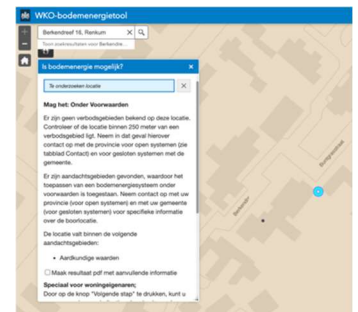 WKO-bodemenergietool
Berkendreef 16, Renkum
Toon zoekresultaten voor Berkendre...
Is bodemenergie mogelijk?
Te onderzoeken locatie
Mag het: Onder Voorwaarden
Er zijn geen verbodsgebieden bekend op deze locatie.
Controleer of de locatie binnen 250 meter van een
verbodsgebied ligt. Neem in dat geval hierover
contact op met de provincie voor open systemen (zie
tabblad Contact) en voor gesloten systemen met de
gemeente.
Er zijn aandachtsgebieden gevonden, waardoor het
toepassen van een bodemenergiesysteem onder
voorwaarden is toegestaan. Neem contact op met uw
provincie (voor open systemen) en met uw gemeente
(voor gesloten systemen) voor specifieke informatie
over de boorlocatie.
De locatie valt binnen de volgende
aandachtsgebieden:
• Aardkundige waarden
Maak resultaat pdf met aanvullende informatie
Speciaal voor woningeigenaren;
Door op de knop "Volgende stap" te drukken, kunt u